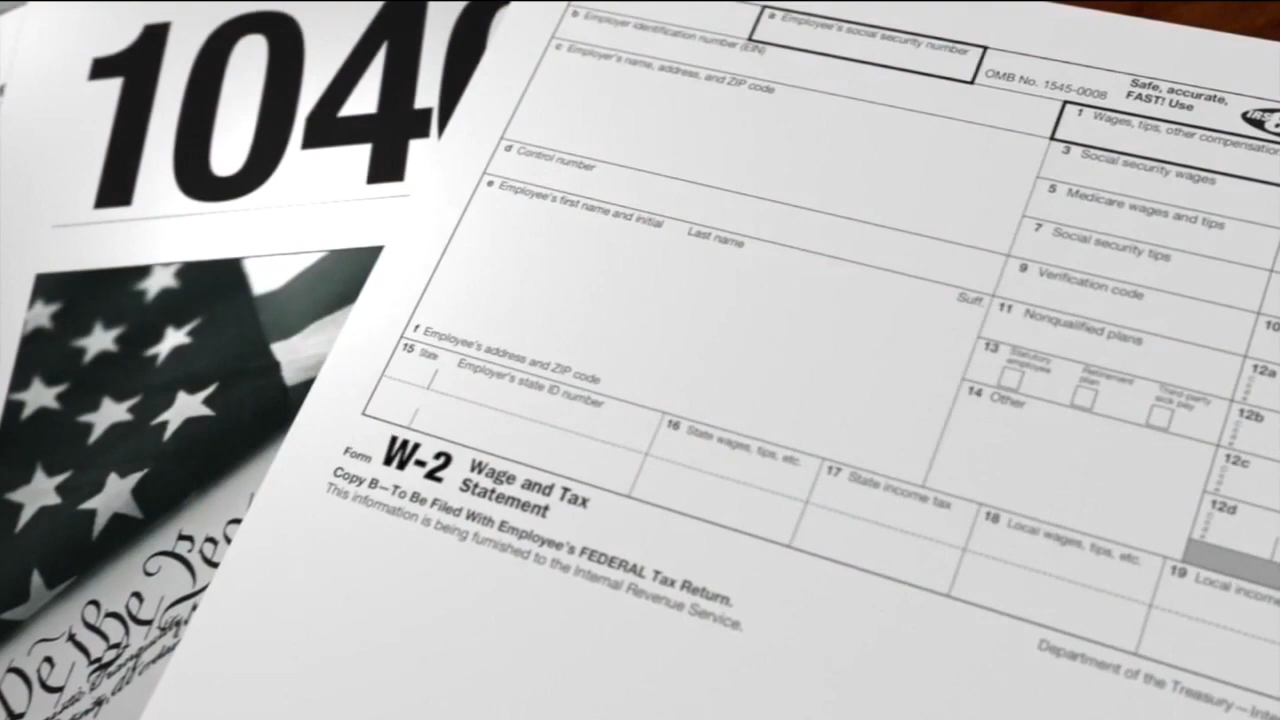 104
We the Peo
b Employer identification number (EIN)
a Employee's social security number
OMB No. 1545-0008
Safe, accurate,
FAST! Use
IRS
c Employer's name, address, and ZIP code
1 Wages, tips, other compensation
3 Social security wages
d Control number
5 Medicare wages and tips
e Employee's first name and initial Last name
7 Social security tips
Suff.
9 Verification code
10
11 Nonqualified plans
12a
13 Statutory employee Retirement plan Third-party sick pay
12b
14 Other
12c
12d
f Employee's address and ZIP code
15 State Employer's state ID number
16 State wages, tips, etc.
17 State income tax
18 Local wages, tips, etc.
19 Local income
Form W-2 Wage and Tax
Statement
Copy B—To Be Filed With Employee's FEDERAL Tax Return.
This information is being furnished to the Internal Revenue Service.
Department of the Treasury—Inte